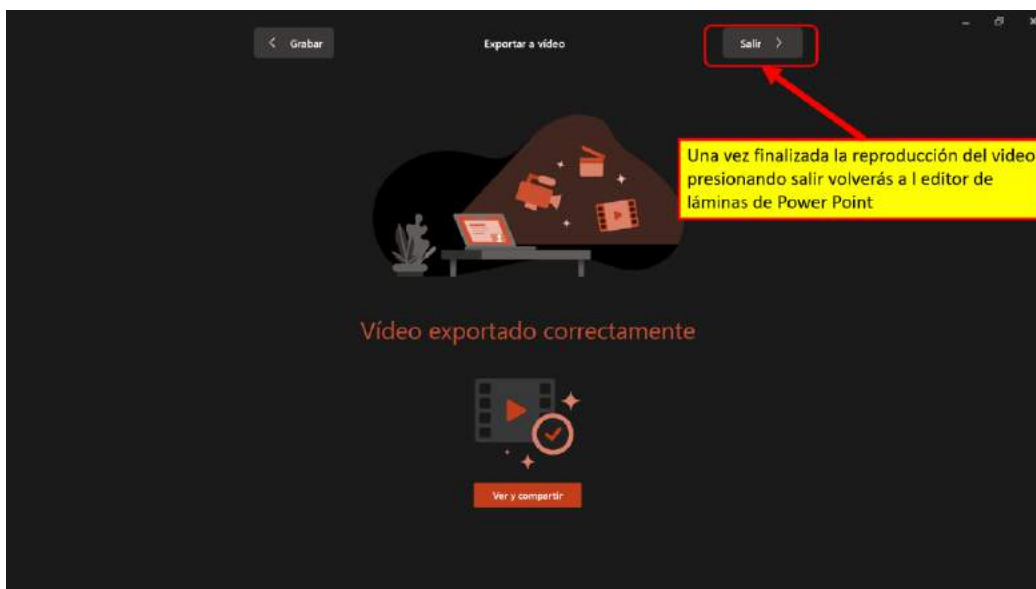 Grabar
Exportar a vídeo
Salir
Una vez finalizada la reproducción del video
presionando salir volverás a l editor de
láminas de Power Point
Vídeo exportado correctamente
Ver y compartir